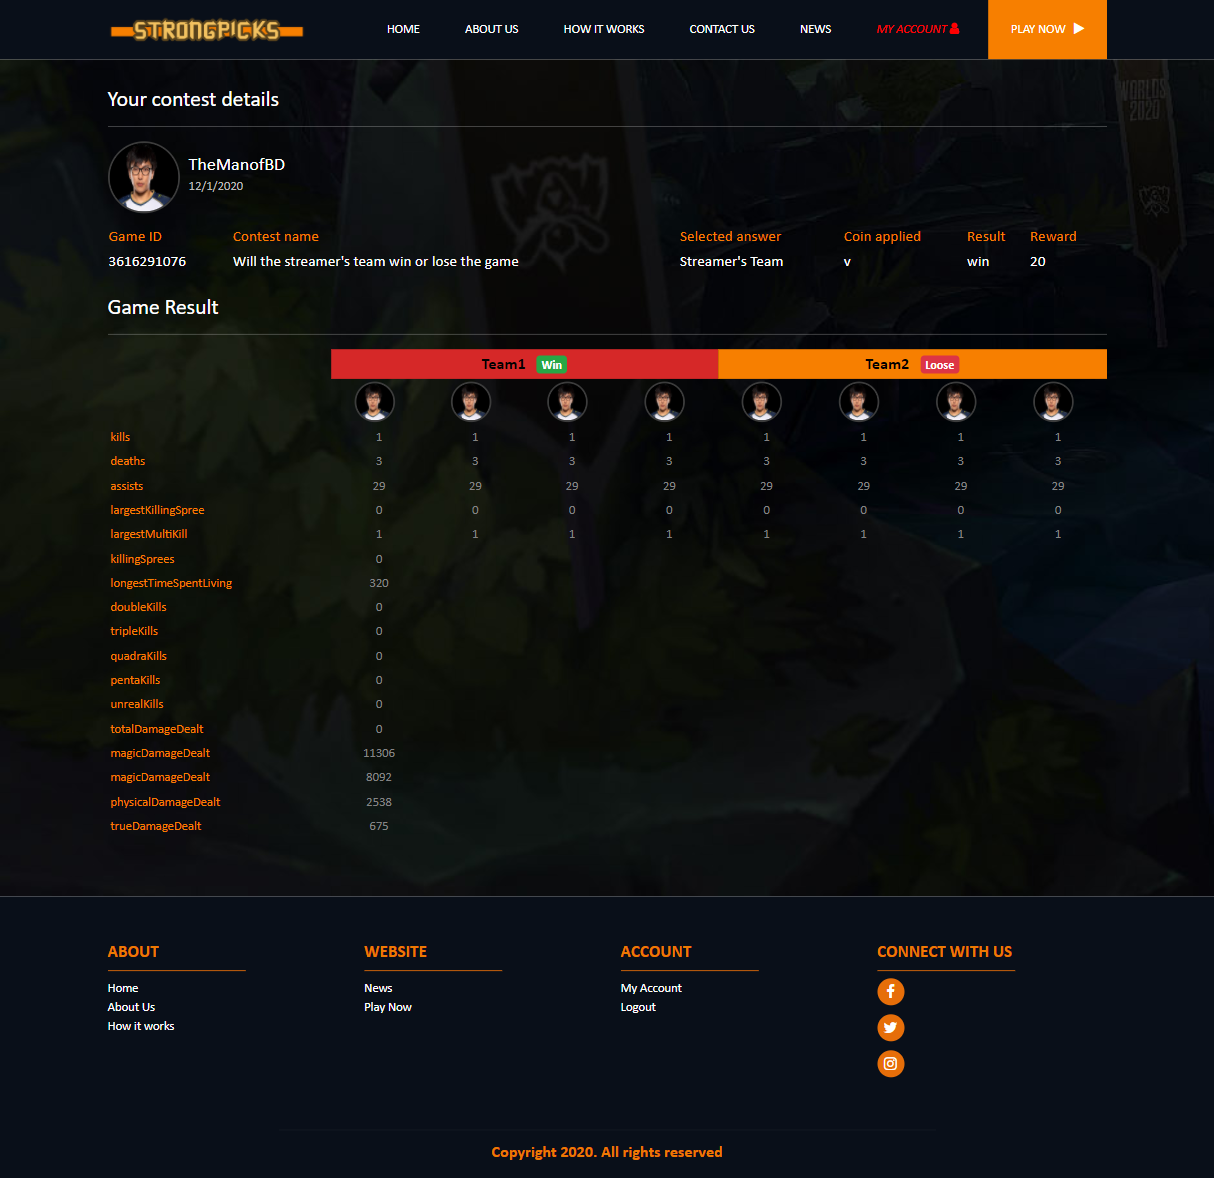 STRONGPICKS HOME ABOUT US HOW IT WORKS CONTACT US NEWS MY ACCOUNT PLAY NOW
WORLDS
2020
Your contest details
TheManofBD
12/1/2020
Game ID Contest name Selected answer Coin applied Result Reward
3616291076 Will the streamer's team win or lose the game Streamer's Team v win 20
Game Result
Team1 Win Team2 Loose
kills 1 1 1 1 1 1 1 1
deaths 3 3 3 3 3 3 3 3
assists 29 29 29 29 29 29 29 29
largestKillingSpree 0 0 0 0 0 0 0 0
largestMultiKill 1 1 1 1 1 1 1 1
killingSprees 0
longestTimeSpentLiving 320
doubleKills 0
tripleKills 0
quadraKills 0
pentaKills 0
unrealKills 0
totalDamageDealt 0
magicDamageDealt 11306
magicDamageDealt 8092
physicalDamageDealt 2538
trueDamageDealt 675
ABOUT WEBSITE ACCOUNT CONNECT WITH US
Home News My Account
About Us Play Now Logout
How it works
Copyright 2020. All rights reserved